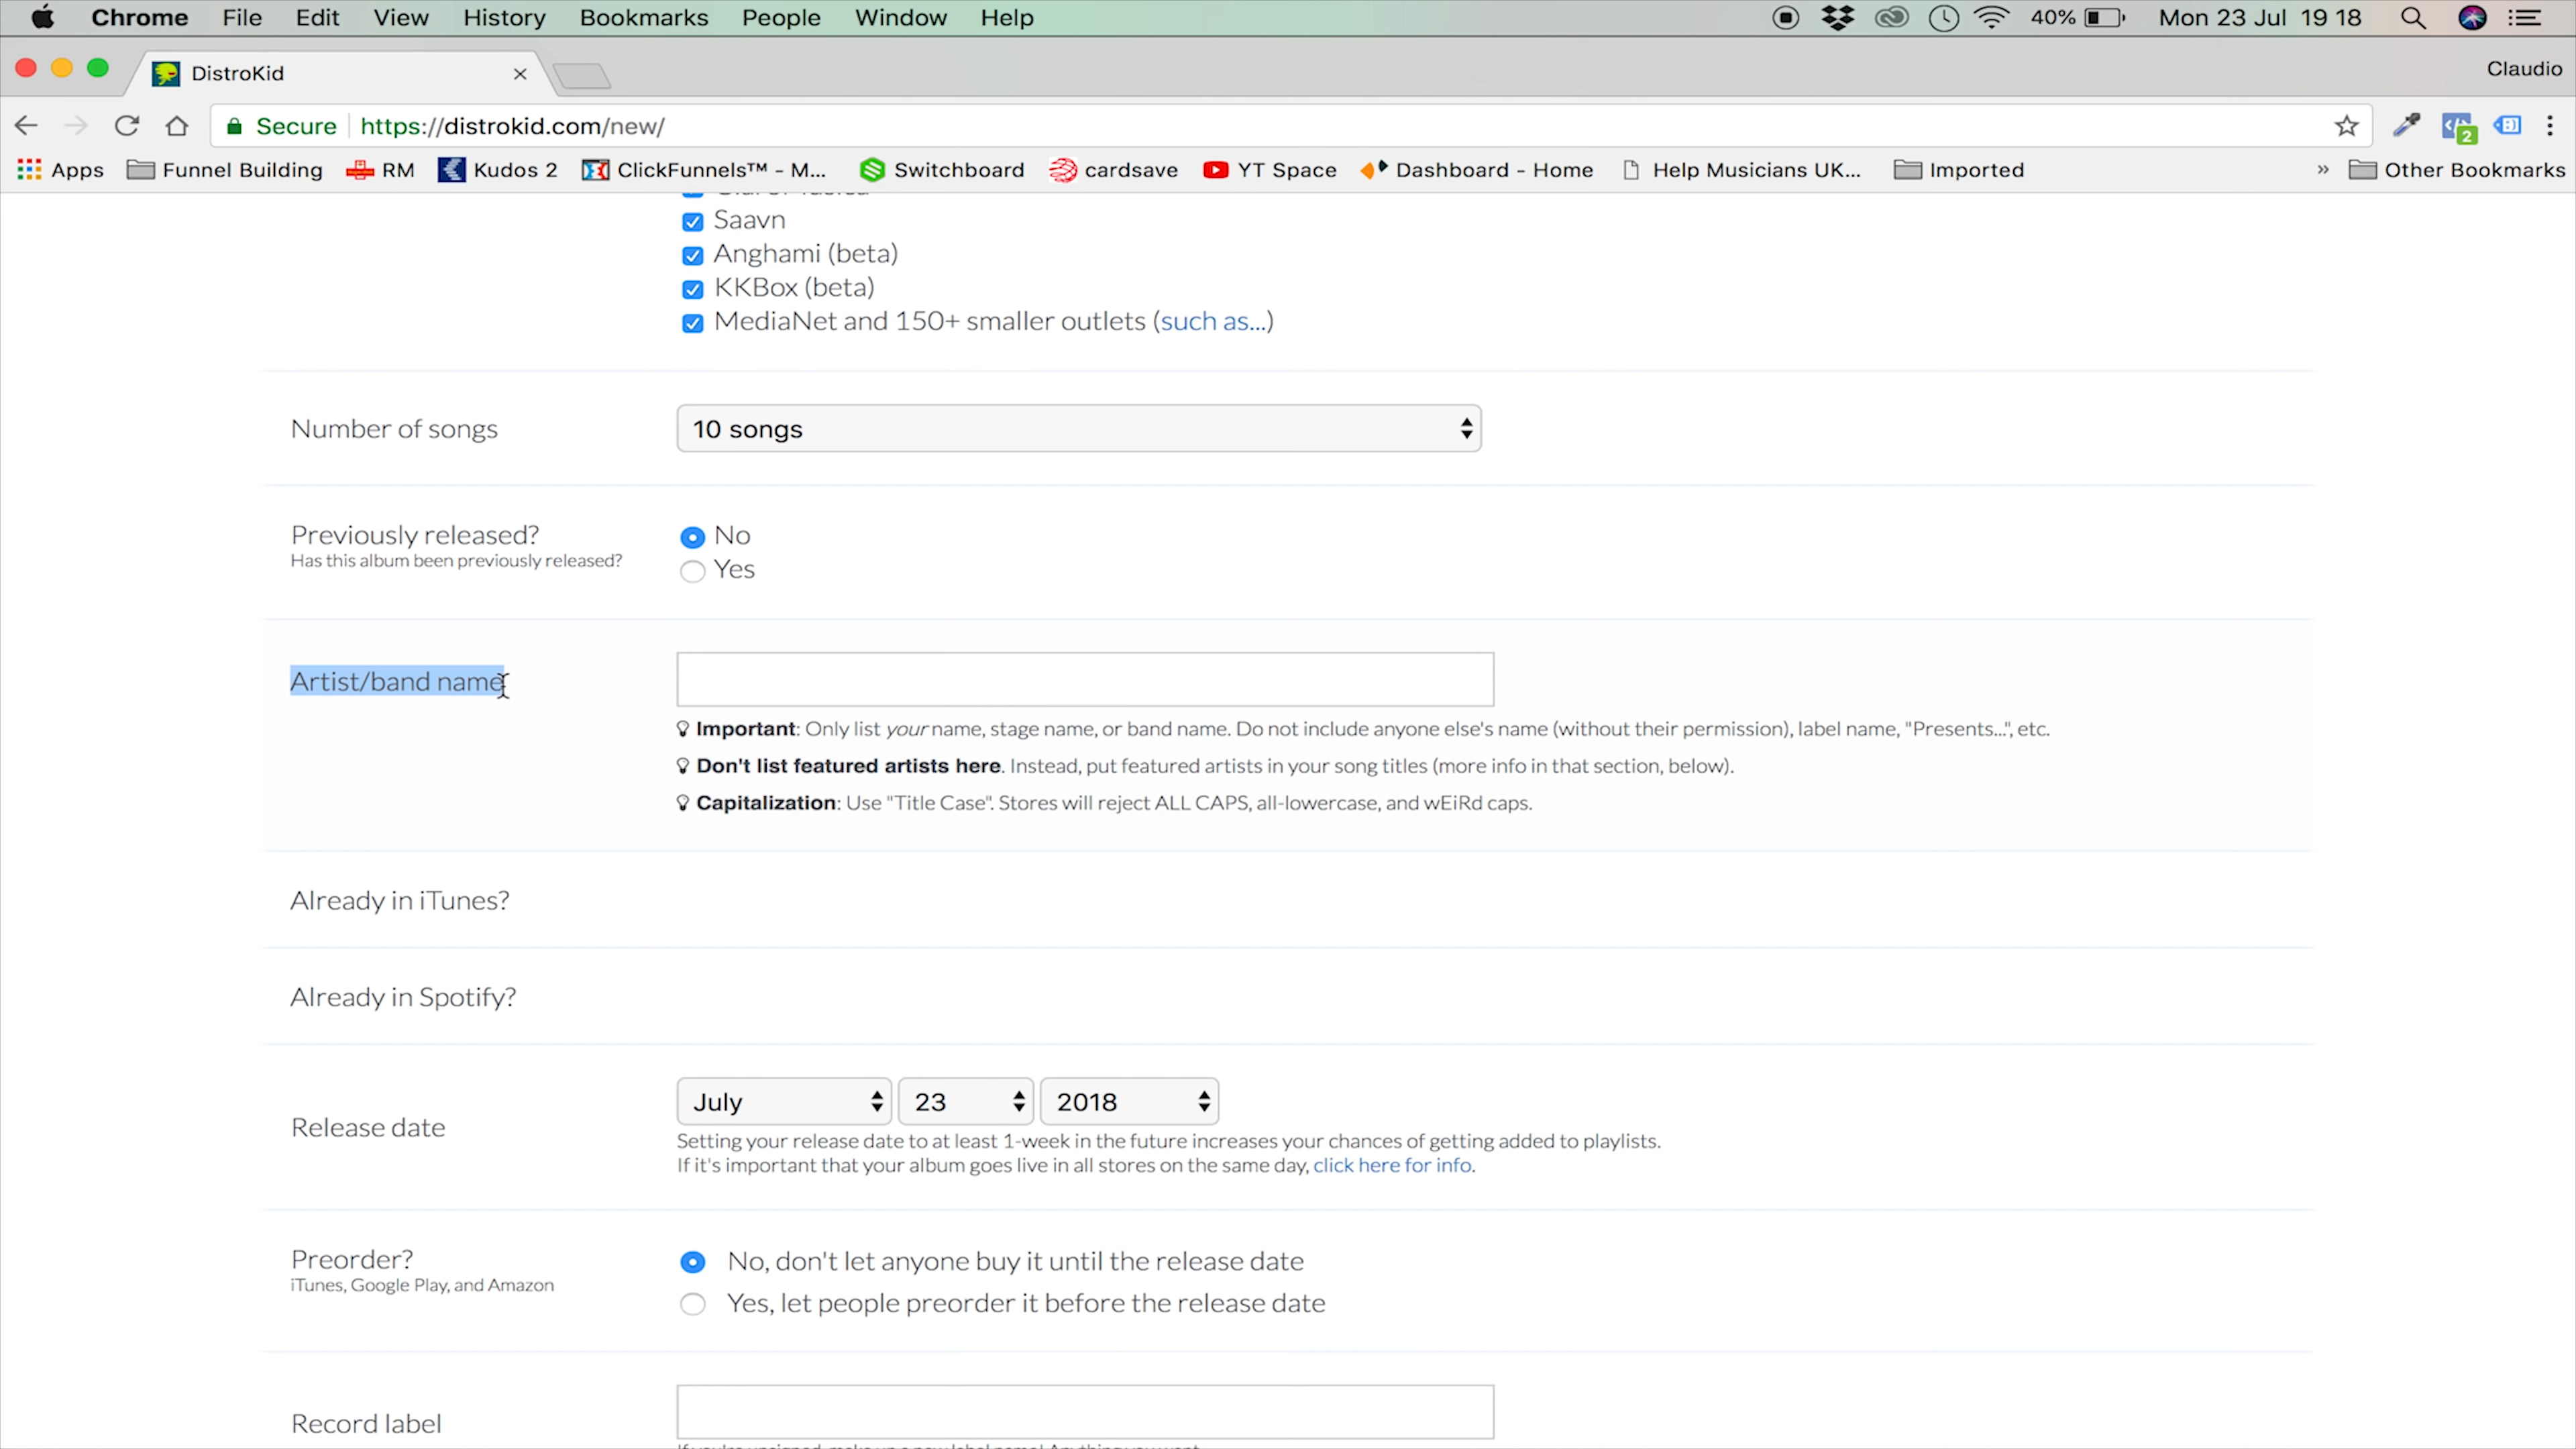 Chrome File Edit View History Bookmarks People Window Help 40% Mon 23 Jul 19 18
DistroKid Claudio
Secure https://distrokid.com/new/ 2
Apps Funnel Building RM Kudos 2 ClickFunnels™ - M... Switchboard cardsave YT Space Dashboard - Home Help Musicians UK... Imported » Other Bookmarks
Saavn
Anghami (beta)
KKBox (beta)
MediaNet and 150+ smaller outlets (such as...)
Number of songs 10 songs
Previously released? No
Has this album been previously released?
Yes
Artist/band name
Important: Only list your name, stage name, or band name. Do not include anyone else's name (without their permission), label name, "Presents...", etc.
Don't list featured artists here. Instead, put featured artists in your song titles (more info in that section, below).
Capitalization: Use "Title Case". Stores will reject ALL CAPS, all-lowercase, and wEiRd caps.
Already in iTunes?
Already in Spotify?
Release date July 23 2018
Setting your release date to at least 1-week in the future increases your chances of getting added to playlists.
If it's important that your album goes live in all stores on the same day, click here for info.
Preorder? No, don't let anyone buy it until the release date
iTunes, Google Play, and Amazon
Yes, let people preorder it before the release date
Record label